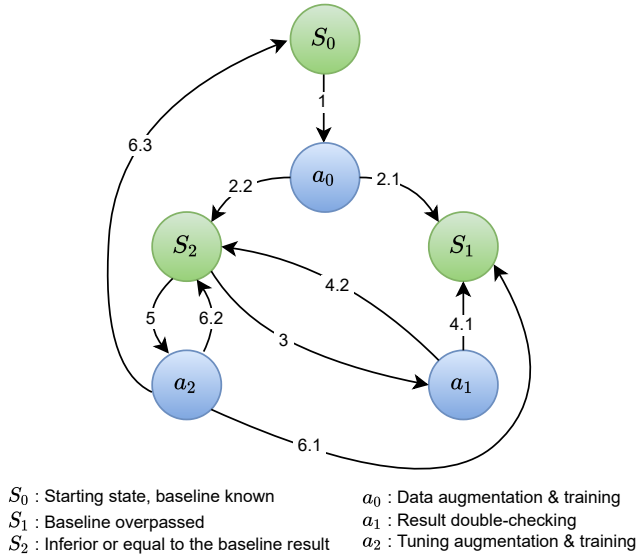 S₀
1
6.3
a₀
2.2
2.1
S₂
S₁
4.2
5
6.2
3
4.1
a₂
a₁
6.1
S₀ : Starting state, baseline known
S₁ : Baseline overpassed
S₂ : Inferior or equal to the baseline result
a₀ : Data augmentation & training
a₁ : Result double-checking
a₂ : Tuning augmentation & training